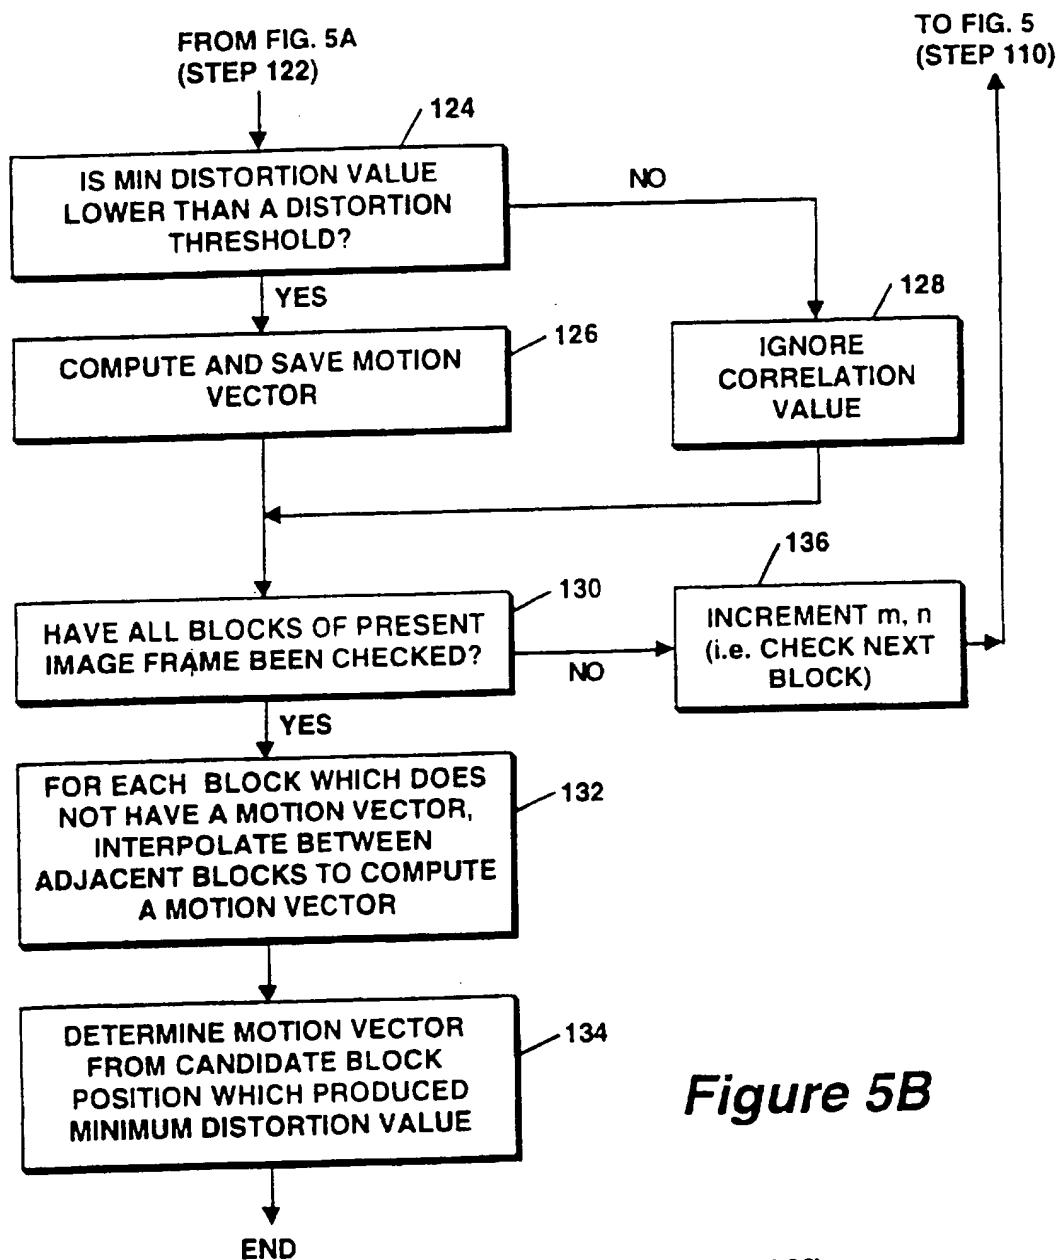 FROM FIG. 5A
(STEP 122)
TO FIG. 5
(STEP 110)
124
IS MIN DISTORTION VALUE
LOWER THAN A DISTORTION
THRESHOLD?
NO
YES
128
126
COMPUTE AND SAVE MOTION
VECTOR
IGNORE
CORRELATION
VALUE
136
130
HAVE ALL BLOCKS OF PRESENT
IMAGE FRAME BEEN CHECKED?
NO
INCREMENT m, n
(i.e. CHECK NEXT
BLOCK)
YES
FOR EACH BLOCK WHICH DOES
NOT HAVE A MOTION VECTOR,
INTERPOLATE BETWEEN
ADJACENT BLOCKS TO COMPUTE
A MOTION VECTOR
132
DETERMINE MOTION VECTOR
FROM CANDIDATE BLOCK
POSITION WHICH PRODUCED
MINIMUM DISTORTION VALUE
134
Figure 5B
END